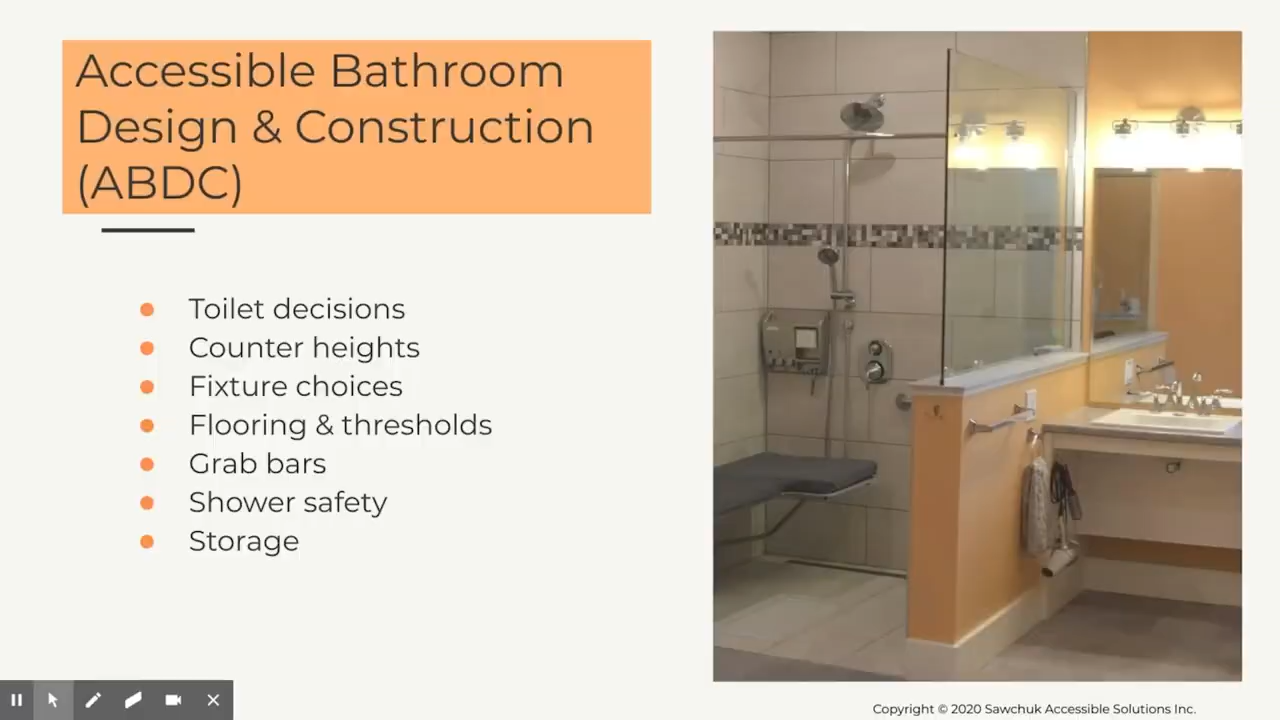 Accessible Bathroom
Design & Construction
(ABDC)
Toilet decisions
Counter heights
Fixture choices
Flooring & thresholds
Grab bars
Shower safety
Storage
Copyright © 2020 Sawchuk Accessible Solutions Inc.